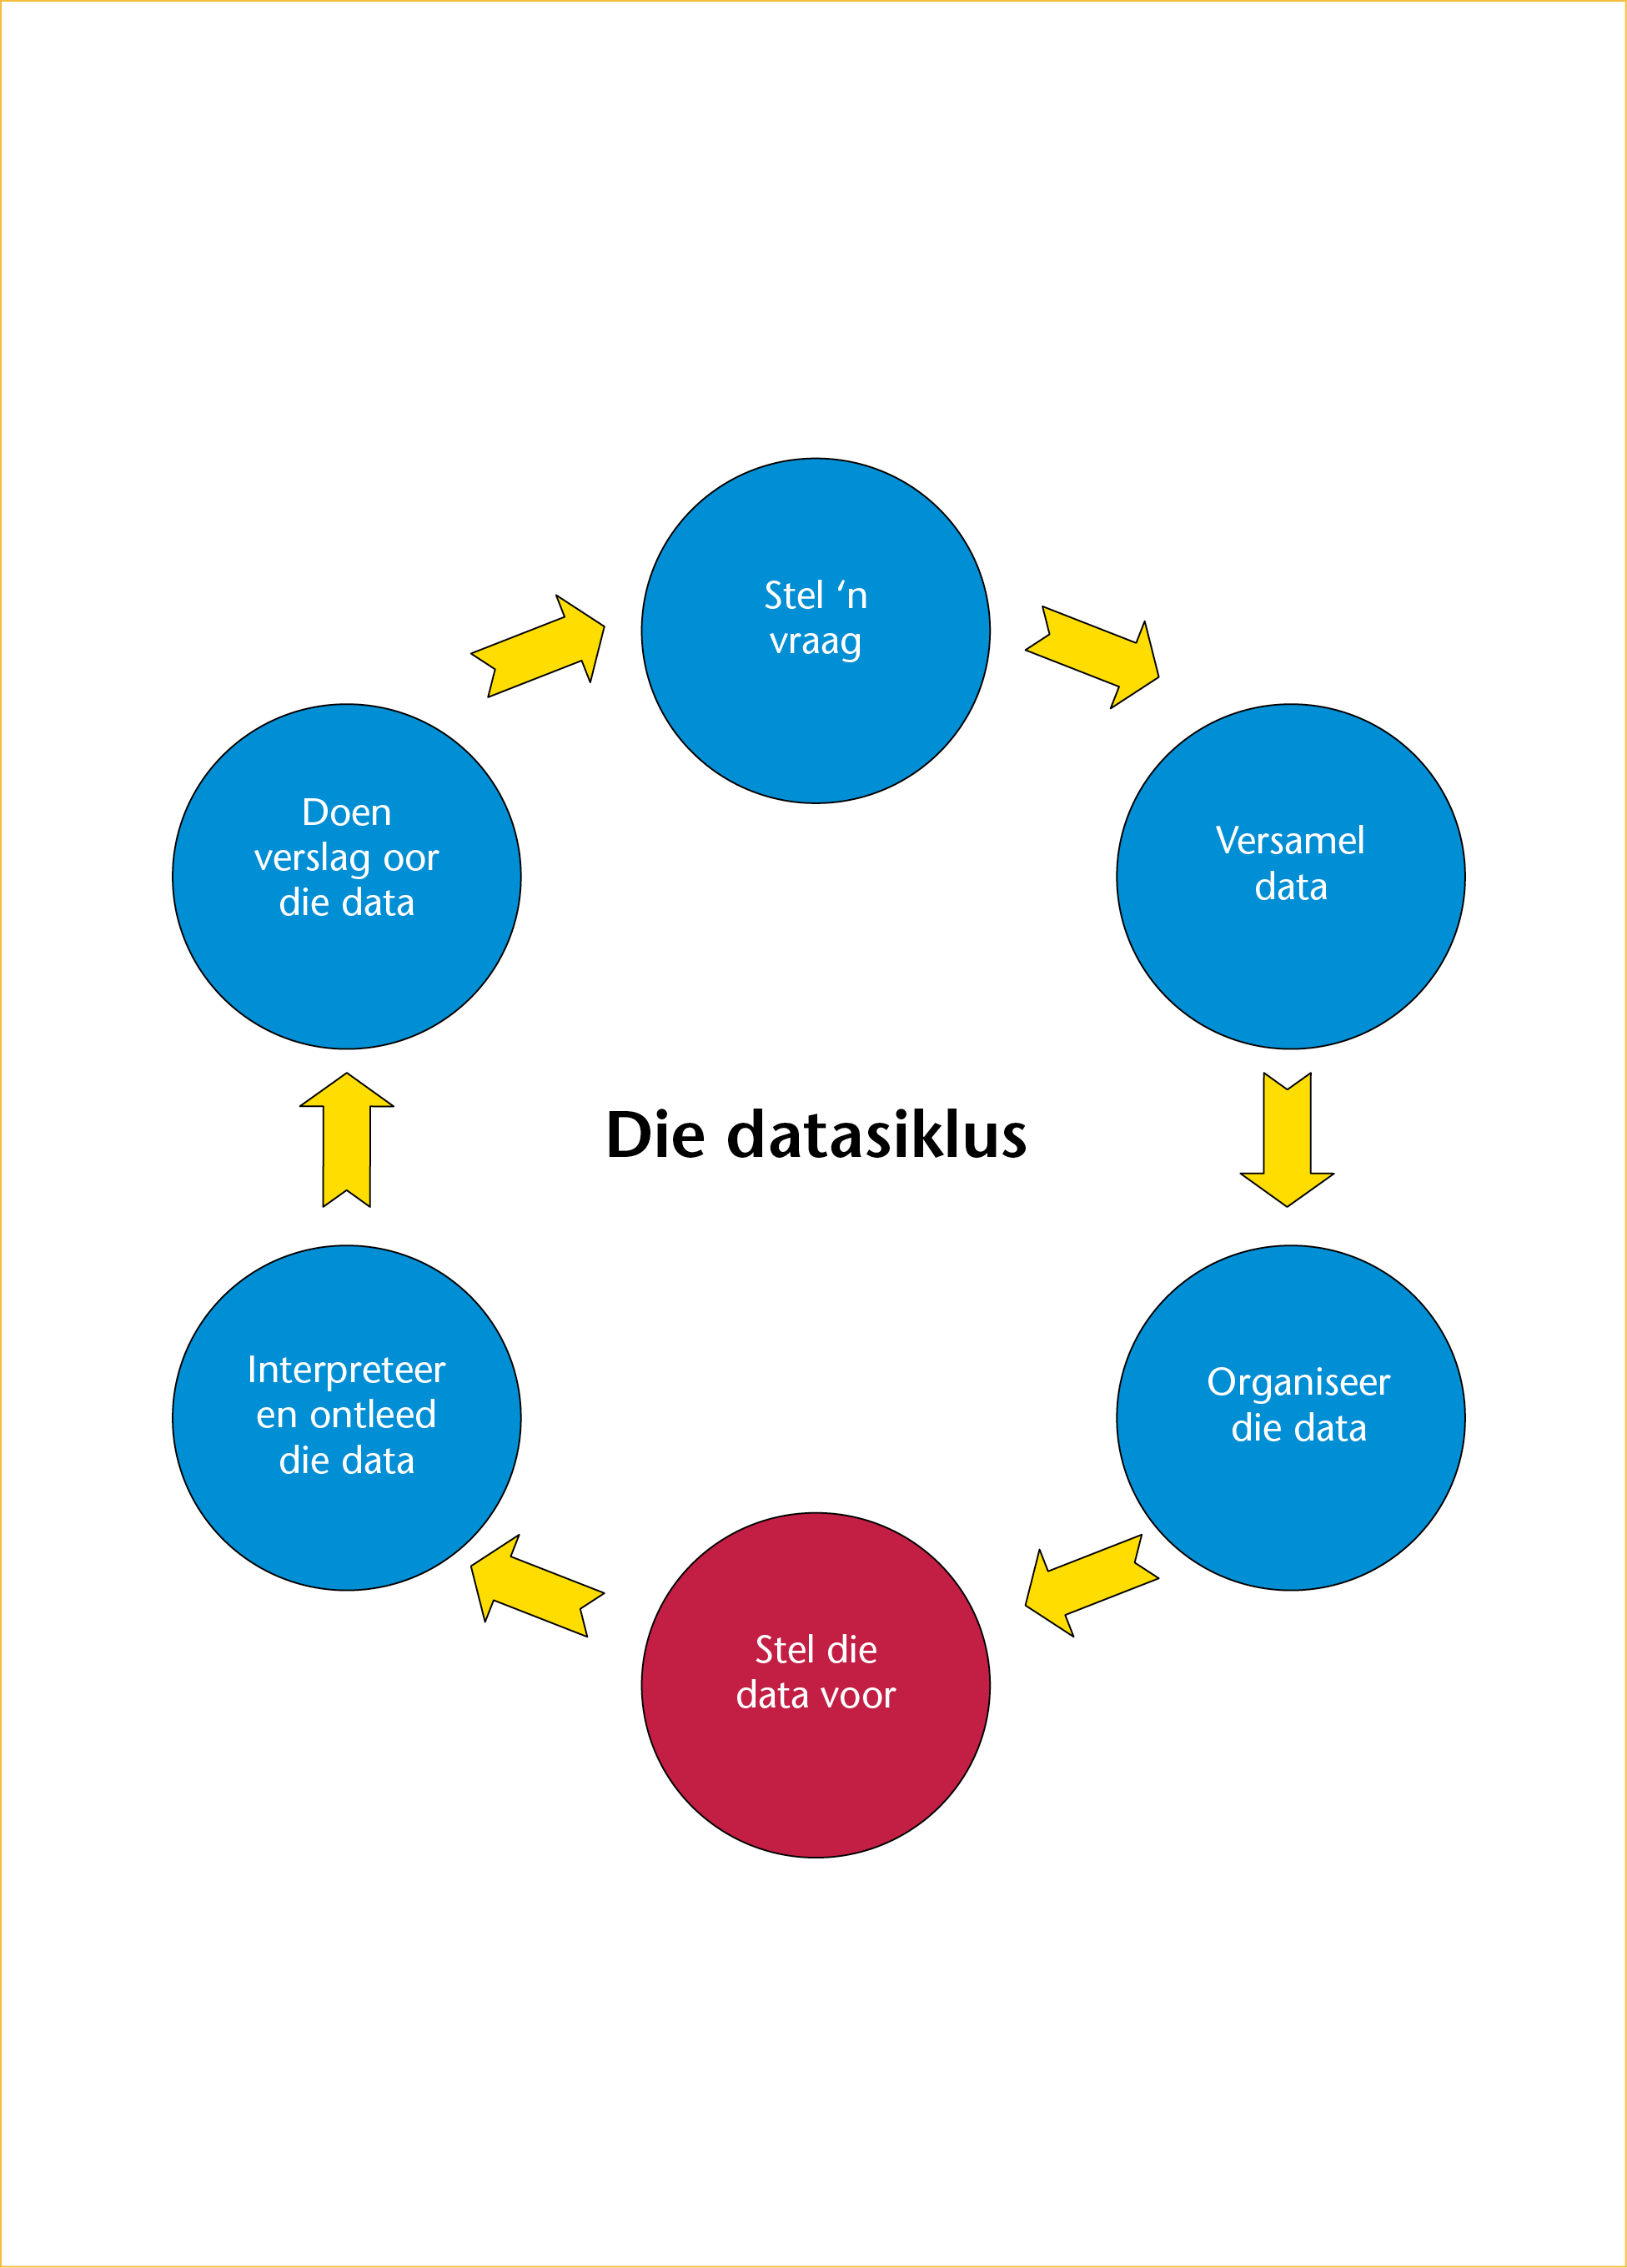 Stel ‘n
vraag
Versamel
data
Organiseer
die data
Stel die
data voor
Interpreteer
en ontleed
die data
Doen
verslag oor
die data
Die datasiklus